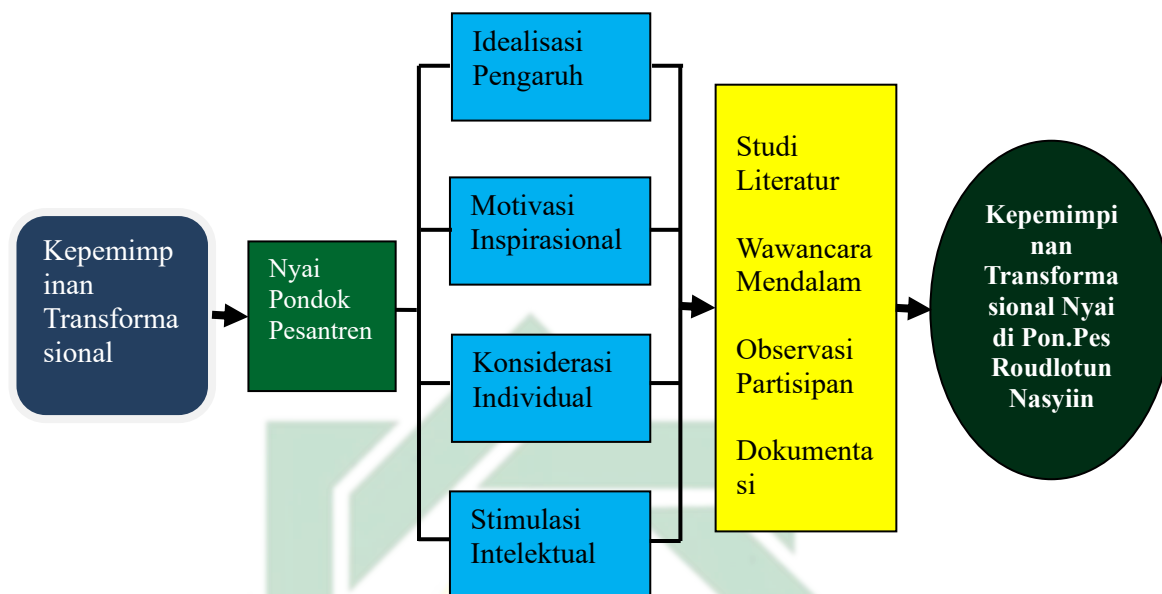 Kepemimp
inan
Transforma
sional
Nyai
Pondok
Pesantren
Idealisasi
Pengaruh
Motivasi
Inspirasional
Konsiderasi
Individual
Stimulasi
Intelektual
Studi
Literatur
Wawancara
Mendalam
Observasi
Partisipan
Dokumenta
si
Kepemimpi
nan
Transforma
sional Nyai
di Pon.Pes
Roudlotun
Nasyiin